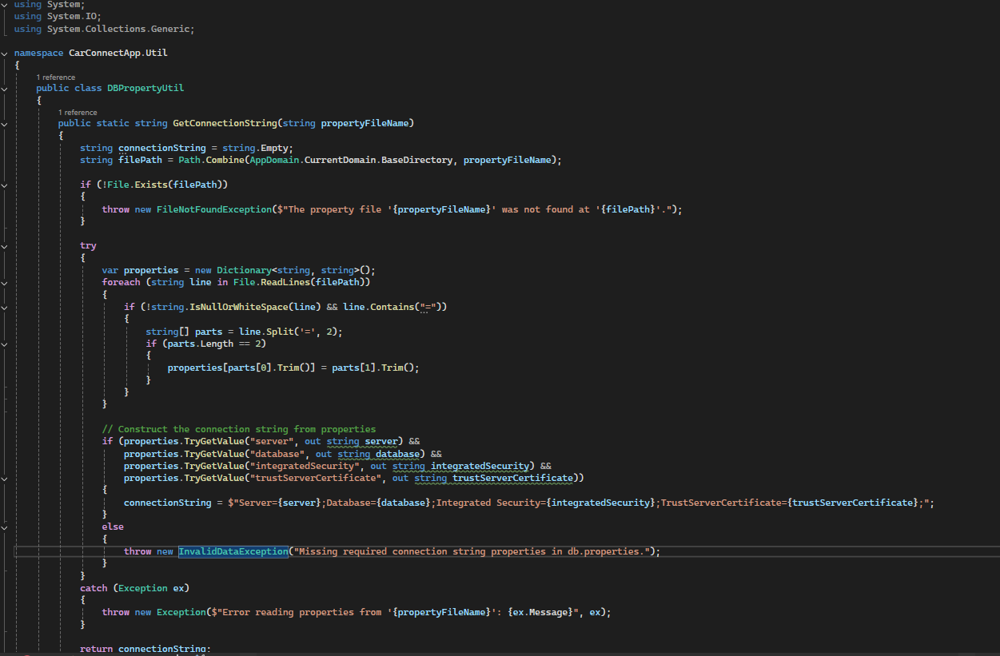 using System;
using System.IO;
using System.Collections.Generic;
namespace CarConnectApp.Util
{
1 reference
public class DBPropertyUtil
{
1 reference
public static string GetConnectionString(string propertyFileName)
{
string connectionString = string.Empty;
string filePath = Path.Combine(AppDomain.CurrentDomain.BaseDirectory, propertyFileName);
if (!File.Exists(filePath))
{
throw new FileNotFoundException($"The property file '{propertyFileName}' was not found at '{filePath}'.");
}
try
{
var properties = new Dictionary<string, string>();
foreach (string line in File.ReadLines(filePath))
{
if (!string.IsNullOrWhiteSpace(line) && line.Contains("="))
{
string[] parts = line.Split('=', 2);
if (parts.Length == 2)
{
properties[parts[0].Trim()] = parts[1].Trim();
}
}
}
// Construct the connection string from properties
if (properties.TryGetValue("server", out string server) &&
properties.TryGetValue("database", out string database) &&
properties.TryGetValue("integratedSecurity", out string integratedSecurity) &&
properties.TryGetValue("trustServerCertificate", out string trustServerCertificate))
{
connectionString = $"Server={server};Database={database};Integrated Security={integratedSecurity};TrustServerCertificate={trustServerCertificate};";
}
else
{
throw new InvalidDataException("Missing required connection string properties in db.properties.");
}
}
catch (Exception ex)
{
throw new Exception($"Error reading properties from '{propertyFileName}': {ex.Message}", ex);
}
return connectionString;